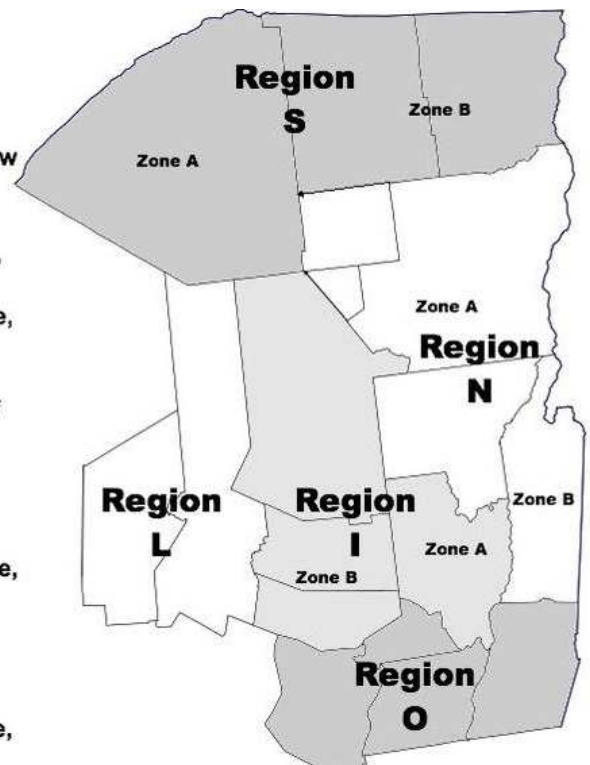 Region
S
Zone A
Zone B
w
e,
Zone A
Region
N
Region
L
Region
I
Zone B
Zone A
Zone B
e,
Region
O
e,